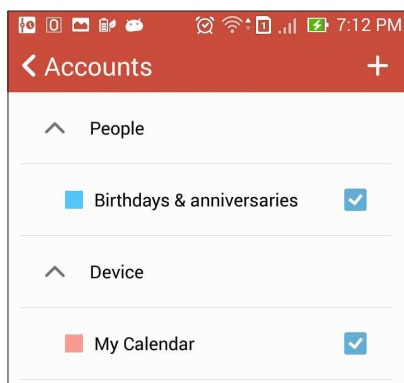 7:12 PM
Accounts
People
Birthdays & anniversaries
Device
My Calendar